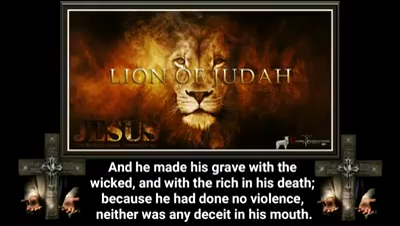 LION OF JUDAH
JESUS
And he made his grave with the
wicked, and with the rich in his death;
because he had done no violence,
neither was any deceit in his mouth.